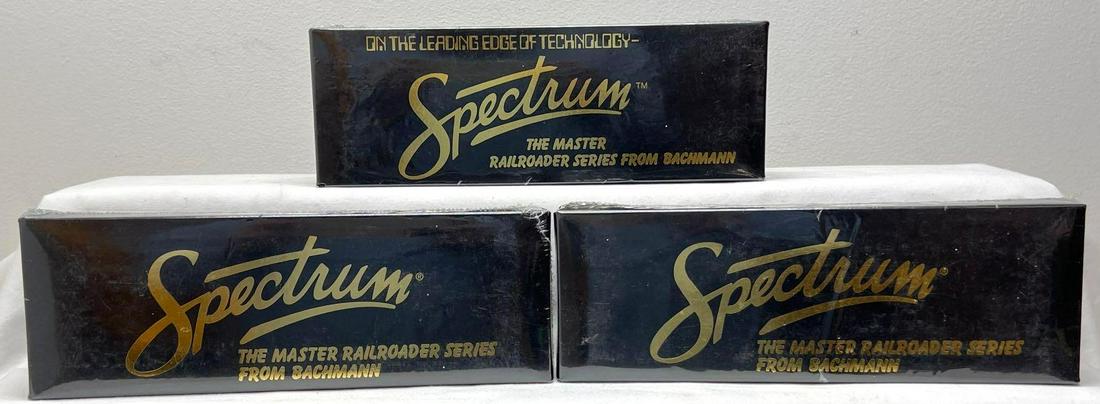 ON THE LEADING EDGE OF TECHNOLOGY—
Spectrum™
THE MASTER
RAILROADER SERIES FROM BACHMANN
Spectrum®
THE MASTER RAILROADER SERIES
FROM BACHMANN
Spectrum®
THE MASTER RAILROADER SERIES
FROM BACHMANN